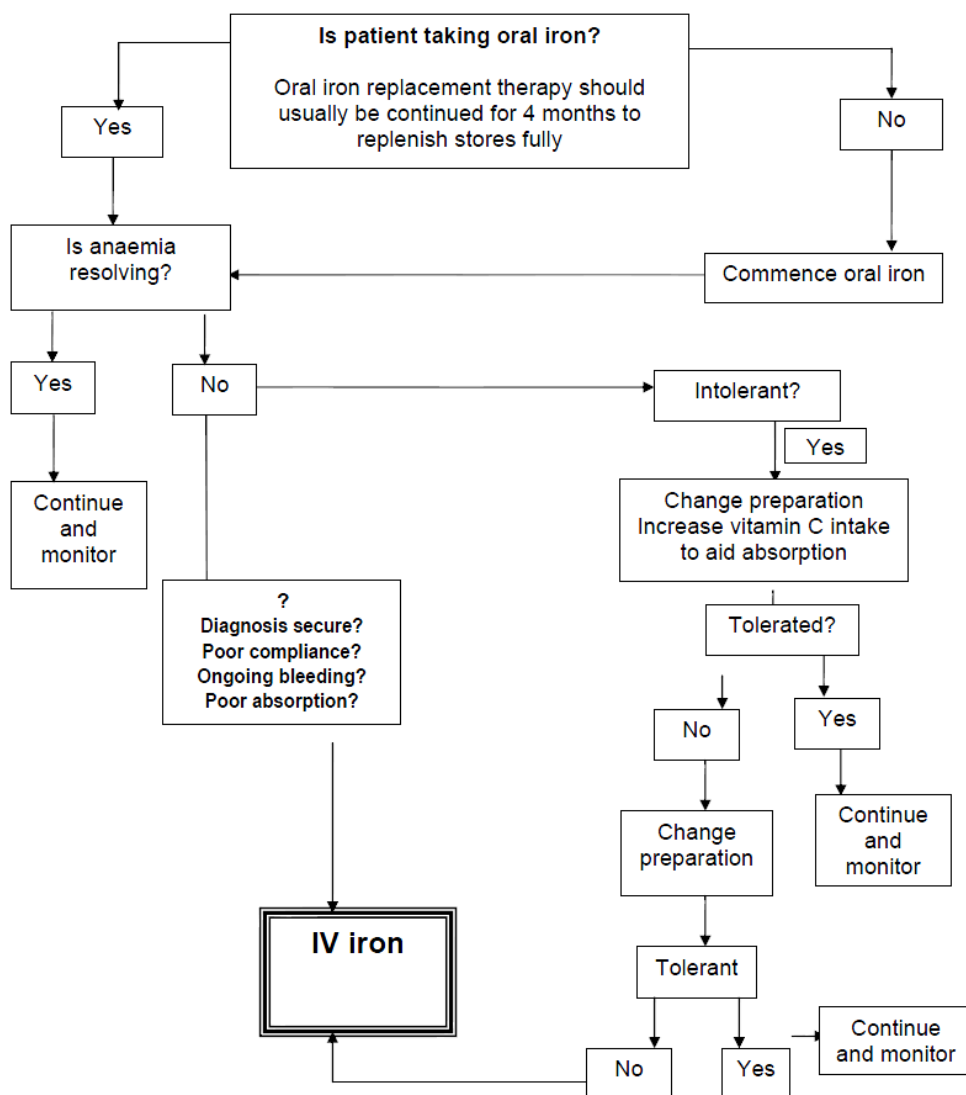 Is patient taking oral iron?
Oral iron replacement therapy should
usually be continued for 4 months to
replenish stores fully
Yes
No
Is anaemia
resolving?
Commence oral iron
Yes
No
Intolerant?
Yes
Continue
and
monitor
Change preparation
Increase vitamin C intake
to aid absorption
?
Diagnosis secure?
Poor compliance?
Ongoing bleeding?
Poor absorption?
Tolerated?
No
Yes
Change
preparation
Continue
and
monitor
IV iron
Tolerant
No
Yes
Continue
and monitor